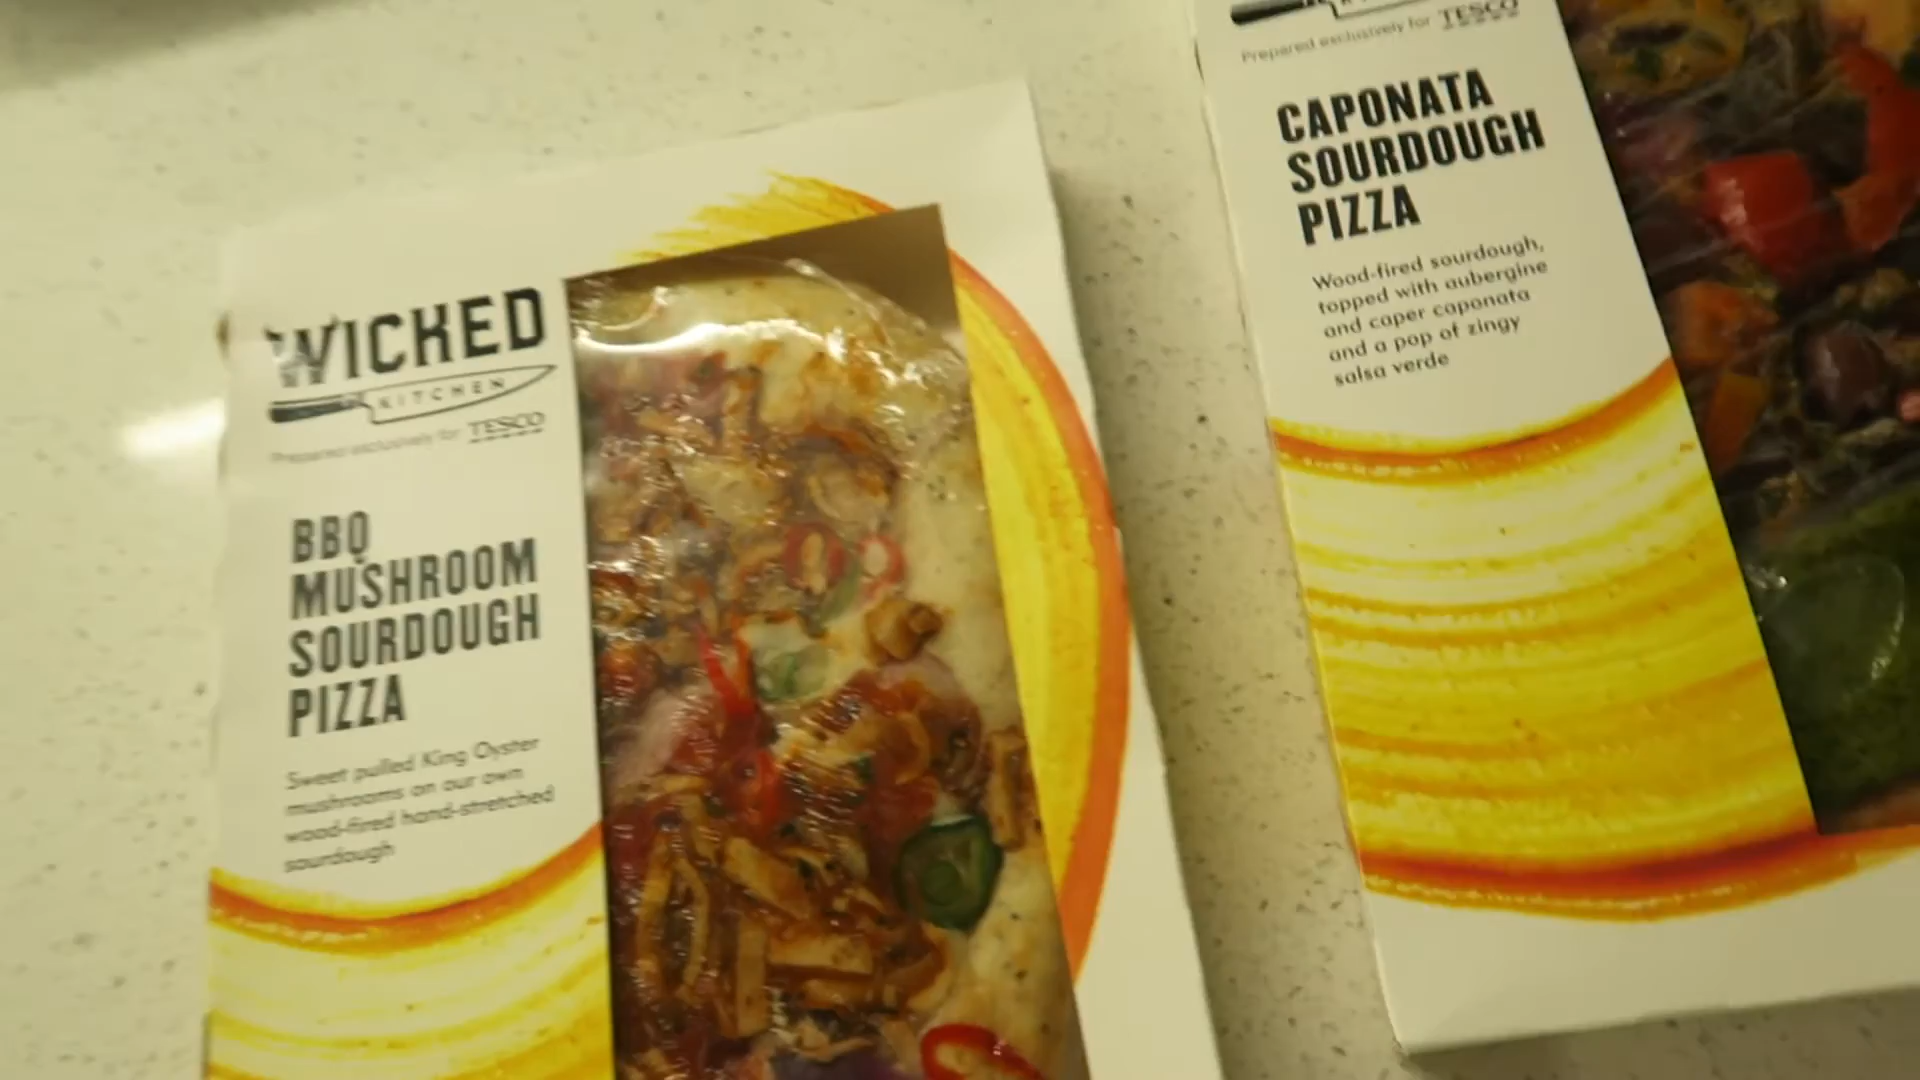 WICKED
KITCHEN
Prepared exclusively for TESCO
BBQ
MUSHROOM
SOURDOUGH
PIZZA
Sweet pulled King Oyster
mushrooms on our own
wood-fired hand-stretched
sourdough
Prepared exclusively for TESCO
CAPONATA
SOURDOUGH
PIZZA
Wood-fired sourdough,
topped with aubergine
and caper caponata
and a pop of zingy
salsa verde